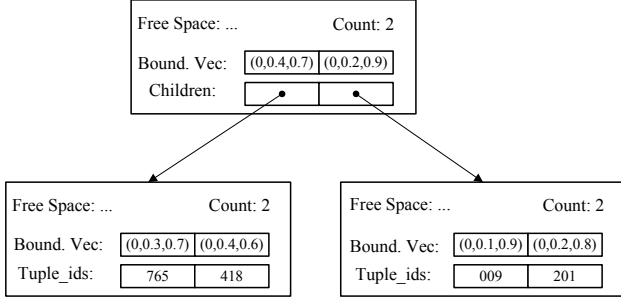 Free Space: ... Count: 2
Bound. Vec: (0,0.4,0.7) (0,0.2,0.9)
Children:
Free Space: ... Count: 2
Bound. Vec: (0,0.3,0.7) (0,0.4,0.6)
Tuple_ids: 765 418
Free Space: ... Count: 2
Bound. Vec: (0,0.1,0.9) (0,0.2,0.8)
Tuple_ids: 009 201